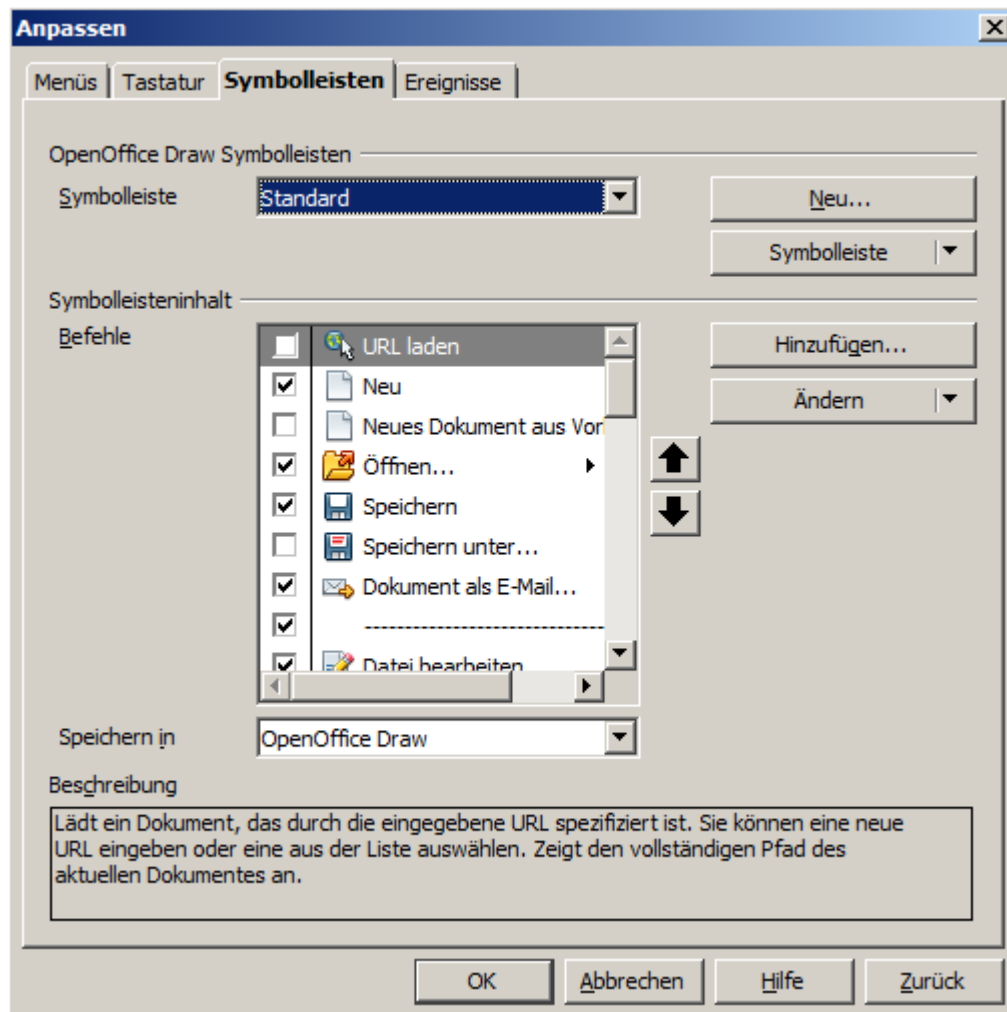 Anpassen
Menüs Tastatur Symbolleisten Ereignisse
OpenOffice Draw Symbolleisten
Symbolleiste Standard Neu...
Symbolleiste
Symbolleisteninhalt
Befehle URL laden Hinzufügen...
Neu Ändern
Neues Dokument aus Vor
Öffnen...
Speichern
Speichern unter...
Dokument als E-Mail...
------------------------------
Datei bearbeiten
Speichern in OpenOffice Draw
Beschreibung
Lädt ein Dokument, das durch die eingegebene URL spezifiziert ist. Sie können eine neue
URL eingeben oder eine aus der Liste auswählen. Zeigt den vollständigen Pfad des
aktuellen Dokumentes an.
OK Abbrechen Hilfe Zurück